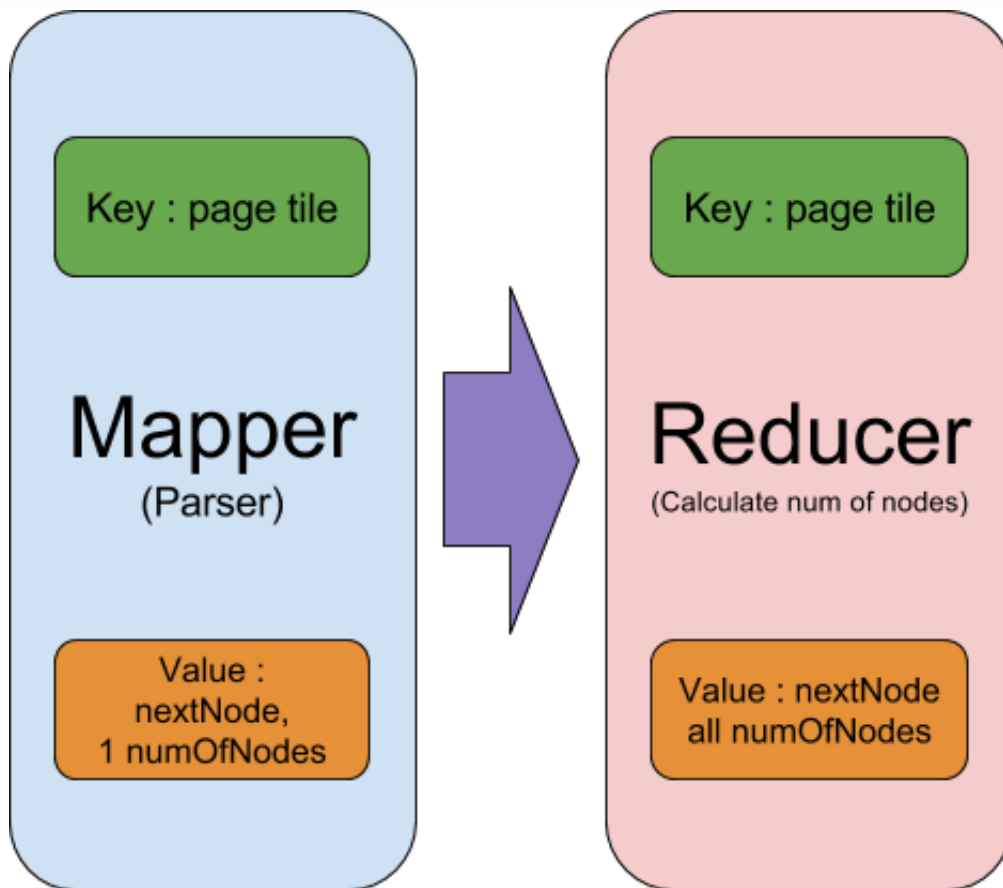 Key : page tile
Mapper
(Parser)
Value :
nextNode,
1 numOfNodes
Key : page tile
Reducer
(Calculate num of nodes)
Value : nextNode
all numOfNodes